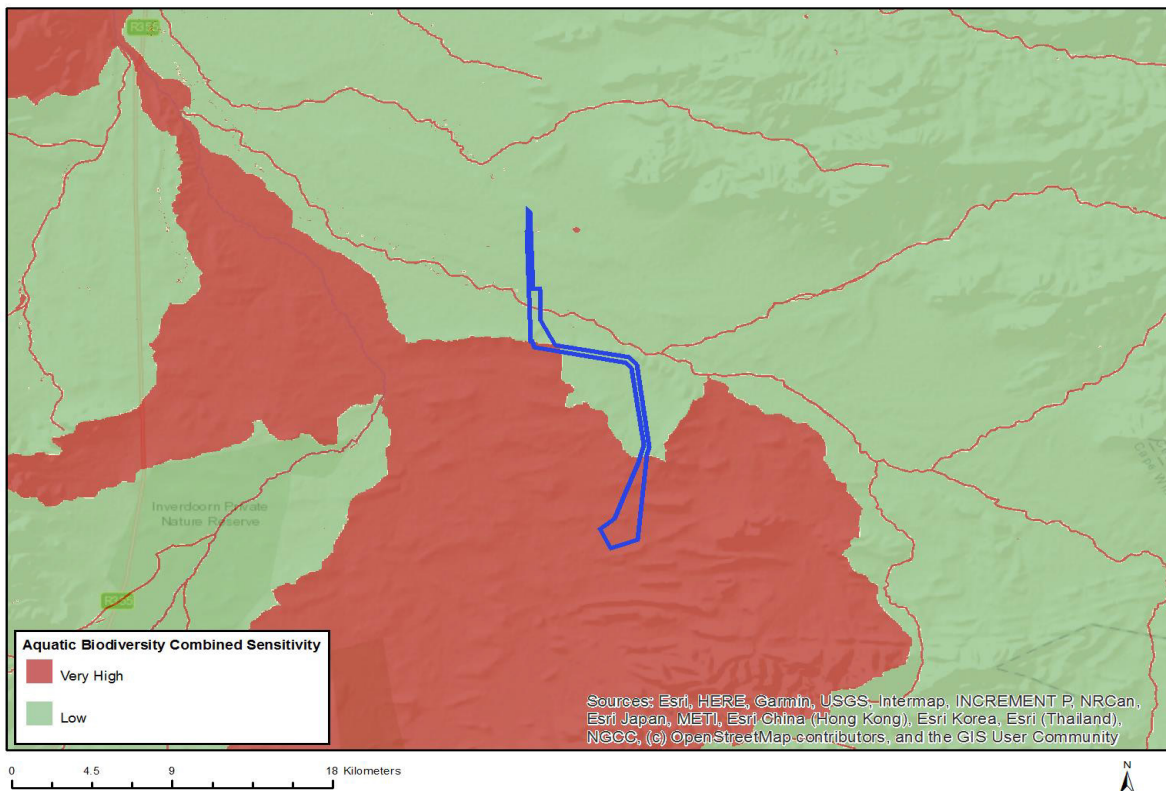 R355
Inverdoorn Private
Nature Reserve
Aquatic Biodiversity Combined Sensitivity
Very High
Low
Sources: Esri, HERE, Garmin, USGS, Intermap, INCREMENT P, NRCan,
Esri Japan, METI, Esri China (Hong Kong), Esri Korea, Esri (Thailand),
NGCC, (c) OpenStreetMap contributors, and the GIS User Community
0 4.5 9 18 Kilometers
N